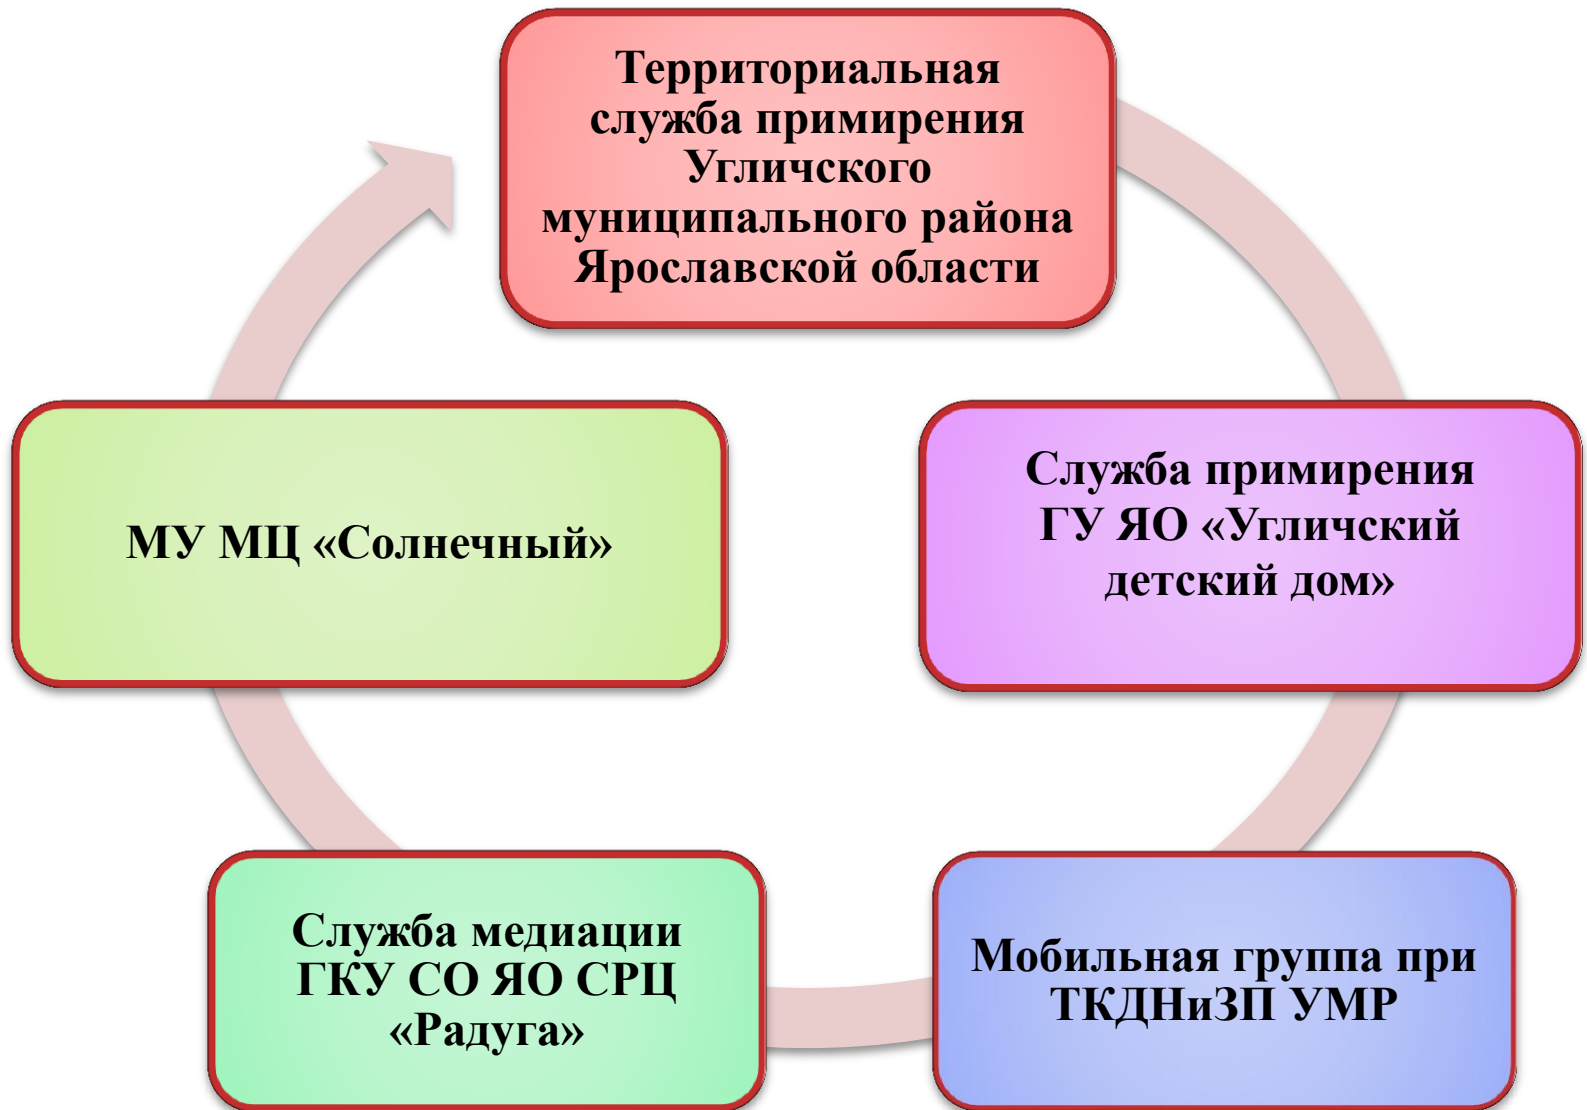 Территориальная
служба примирения
Угличского
муниципального района
Ярославской области
Служба примирения
ГУ ЯО «Угличский
детский дом»
МУ МЦ «Солнечный»
Служба медиации
ГКУ СО ЯО СРЦ
«Радуга»
Мобильная группа при
ТКДНиЗП УМР